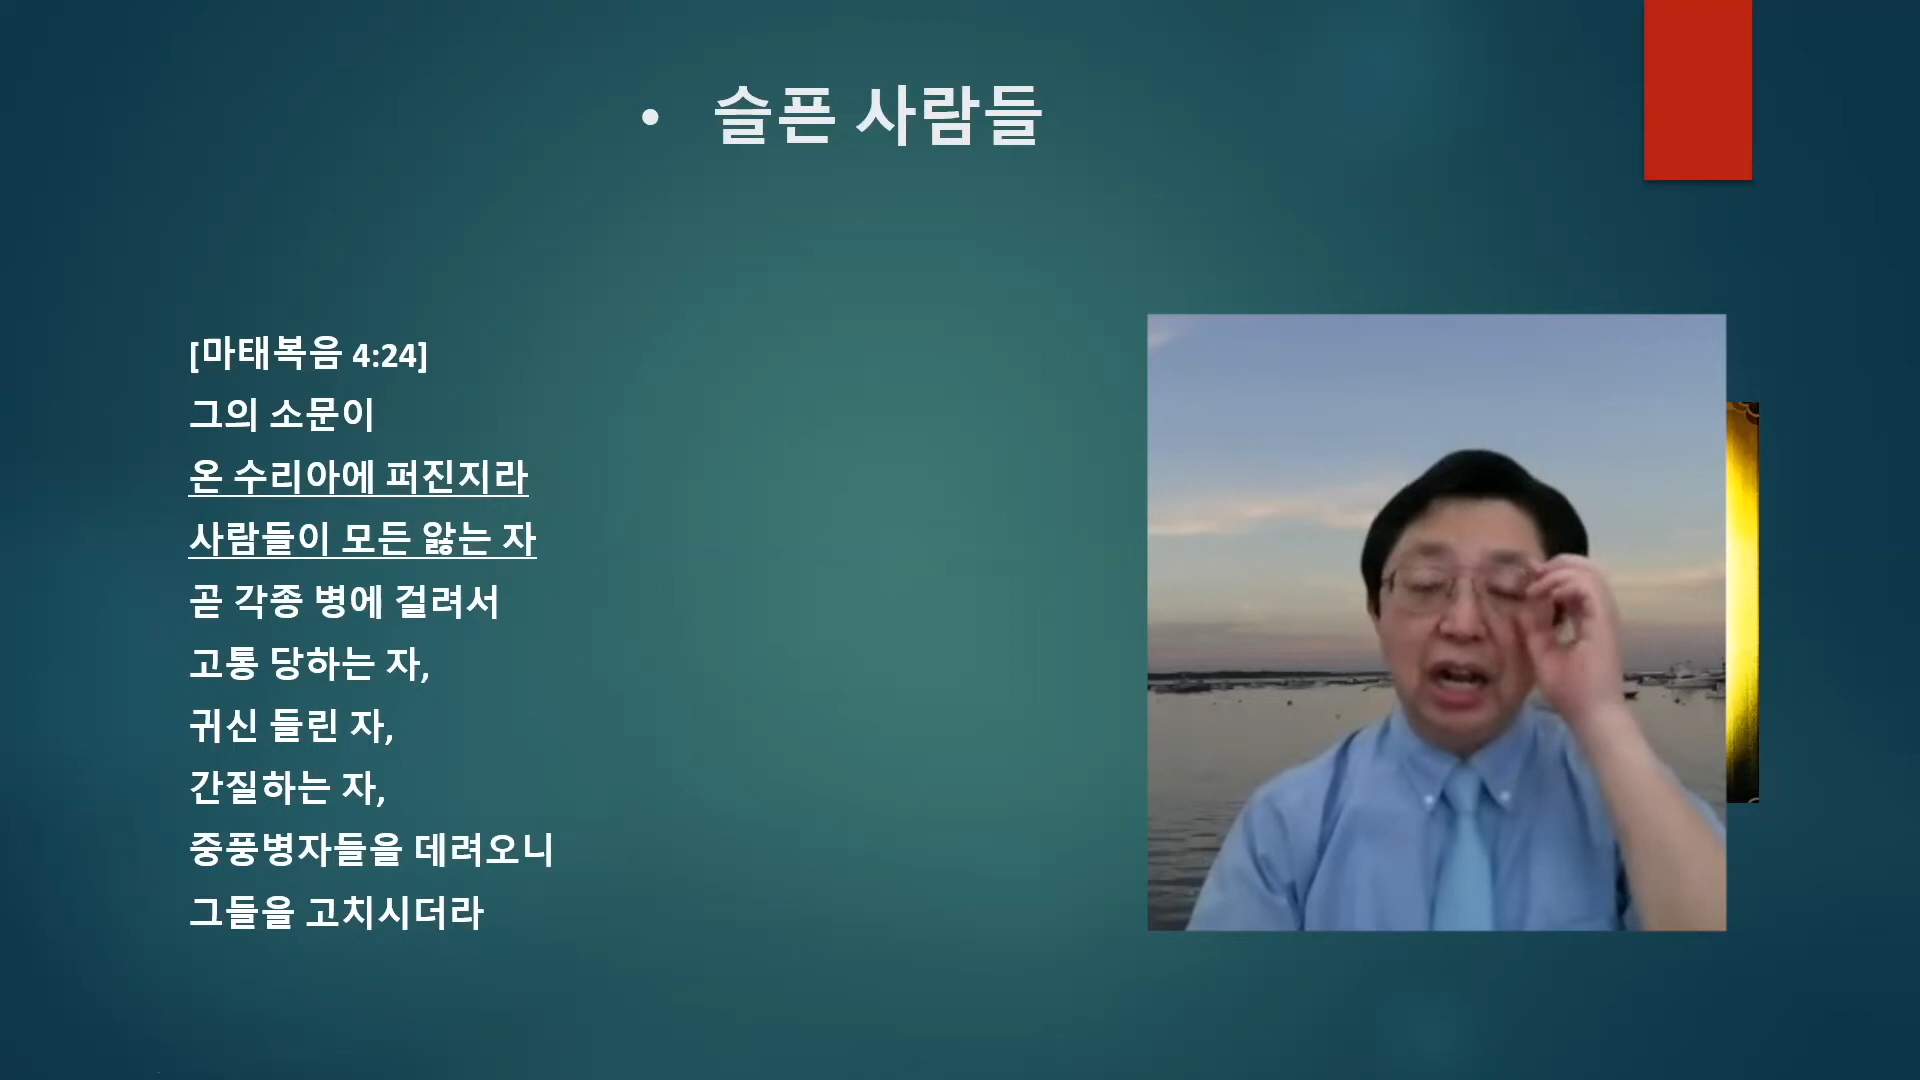 • 슬픈 사람들
[마태복음 4:24]
그의 소문이
온 수리아에 퍼진지라
사람들이 모든 앓는 자
곧 각종 병에 걸려서
고통 당하는 자,
귀신 들린 자,
간질하는 자,
중풍병자들을 데려오니
그들을 고치시더라